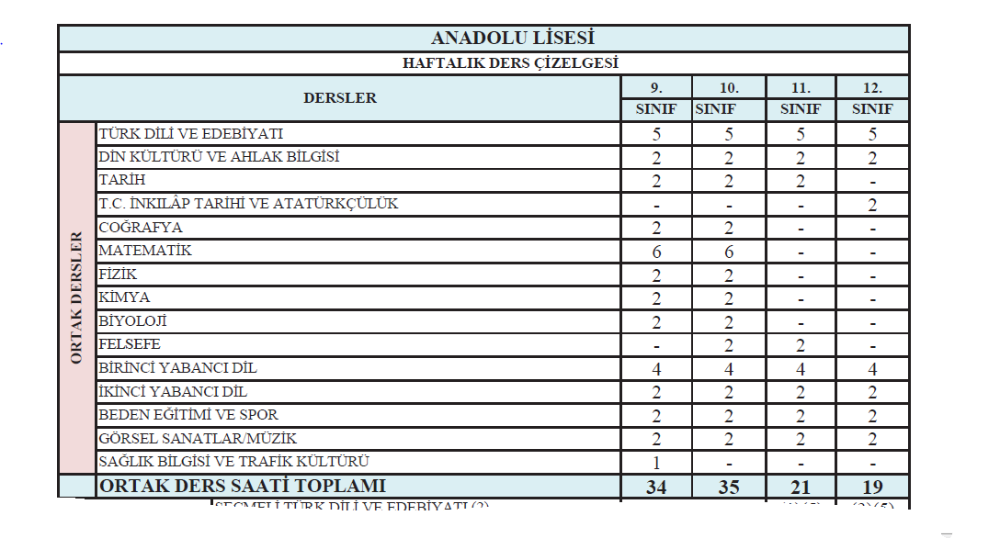 ANADOLU LİSESİ
HAFTALIK DERS ÇİZELGESİ
DERSLER 9. SINIF 10. SINIF 11. SINIF 12. SINIF
ORTAK DERSLER
TÜRK DİLİ VE EDEBİYATI 5 5 5 5
DİN KÜLTÜRÜ VE AHLAK BİLGİSİ 2 2 2 2
TARİH 2 2 2 -
T.C. İNKILÂP TARİHİ VE ATATÜRKÇÜLÜK - - - 2
COĞRAFYA 2 2 - -
MATEMATİK 6 6 - -
FİZİK 2 2 - -
KİMYA 2 2 - -
BİYOLOJİ 2 2 - -
FELSEFE - 2 2 -
BİRİNCİ YABANCI DİL 4 4 4 4
İKİNCİ YABANCI DİL 2 2 2 2
BEDEN EĞİTİMİ VE SPOR 2 2 2 2
GÖRSEL SANATLAR/MÜZİK 2 2 2 2
SAĞLIK BİLGİSİ VE TRAFİK KÜLTÜRÜ 1 - - -
ORTAK DERS SAATİ TOPLAMI 34 35 21 19
SEÇMELİ TÜRK DİLİ VE EDEBİYATI